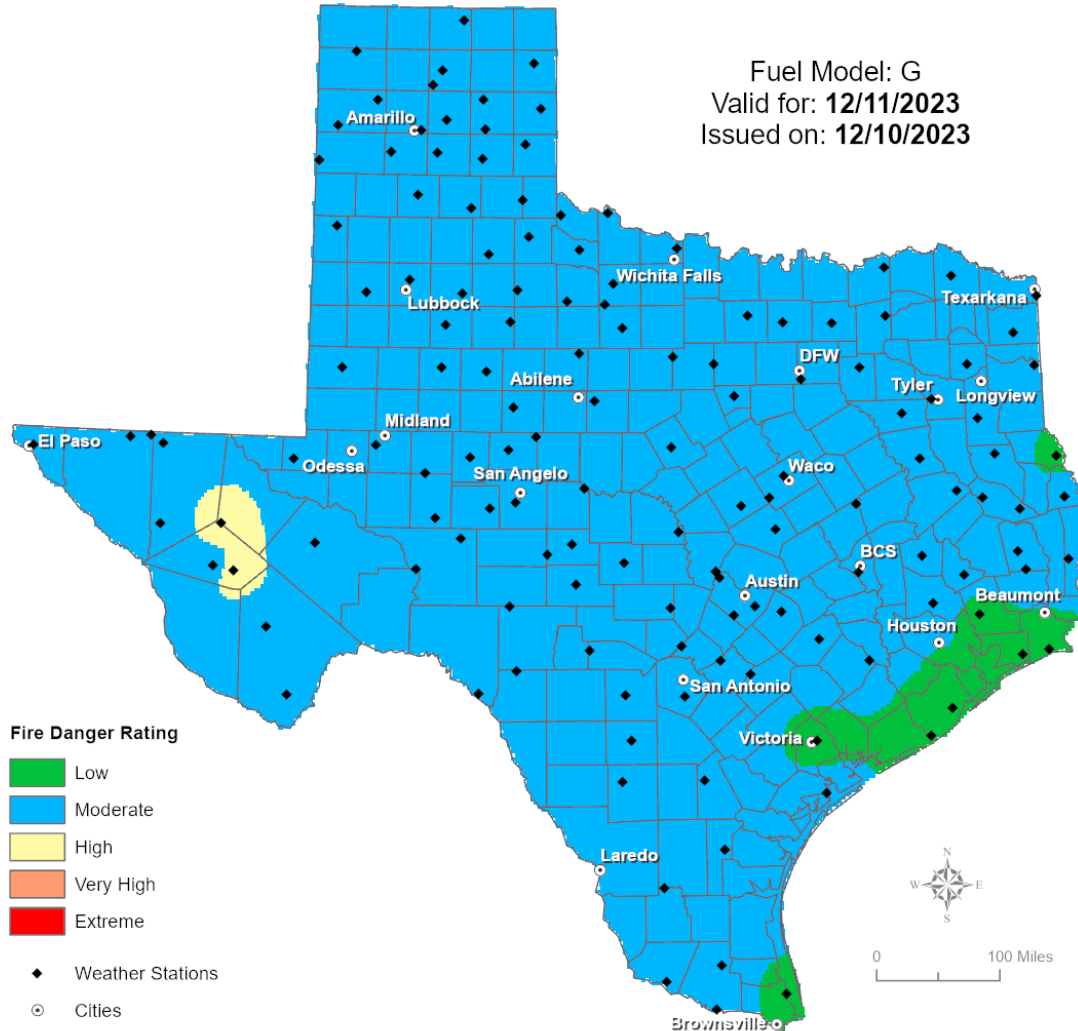 Fuel Model: G
Valid for: 12/11/2023
Issued on: 12/10/2023
Amarillo
Wichita Falls
Lubbock
Texarkana
DFW
Abilene
Tyler
Longview
Midland
El Paso
Odessa
San Angelo
Waco
BCS
Austin
Beaumont
Houston
San Antonio
Victoria
Laredo
Brownsville
Fire Danger Rating
Low
Moderate
High
Very High
Extreme
Weather Stations
Cities
N
W E
S
0 100 Miles